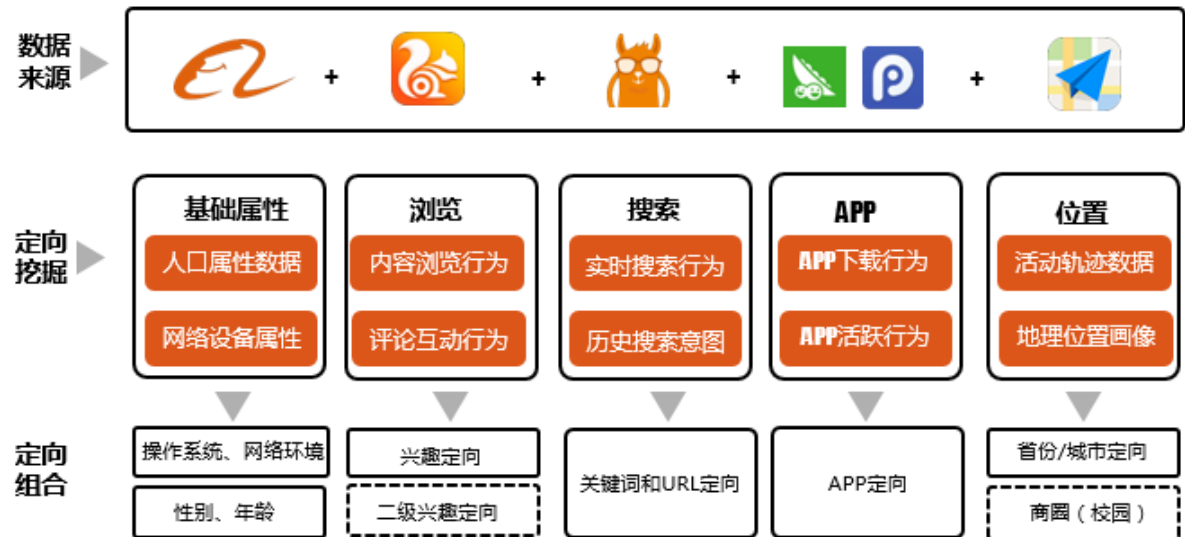 数据
来源
+
+
+
+
定向
挖掘
基础属性
人口属性数据
网络设备属性
浏览
内容浏览行为
评论互动行为
搜索
实时搜索行为
历史搜索意图
APP
APP下载行为
APP活跃行为
位置
活动轨迹数据
地理位置画像
定向
组合
操作系统、网络环境
性别、年龄
兴趣定向
二级兴趣定向
关键词和URL定向
APP定向
省份/城市定向
商圈（校园）